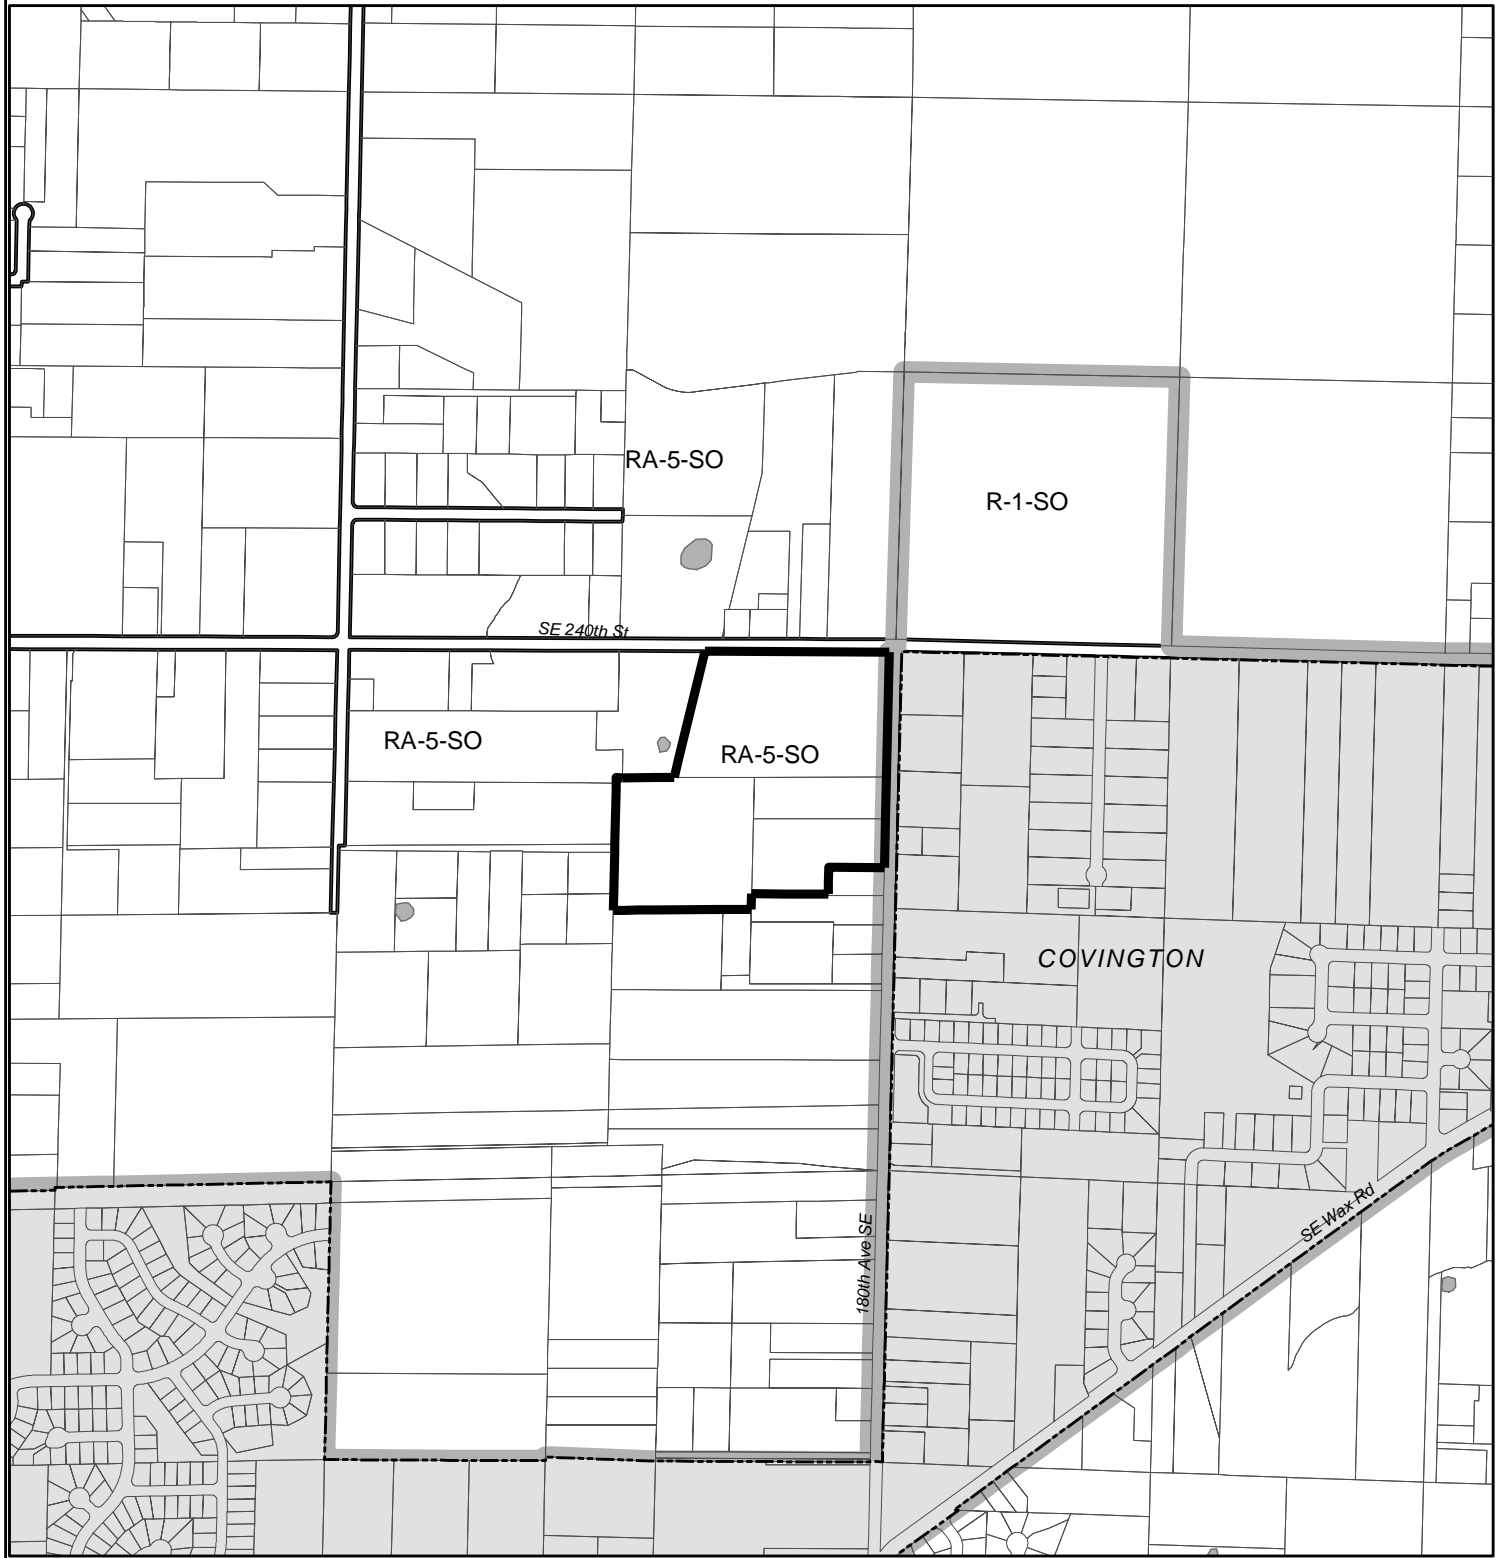 RA-5-SO
R-1-SO
SE 240th St
RA-5-SO
RA-5-SO
COVINGTON
SE Wax Rd
180th Ave SE